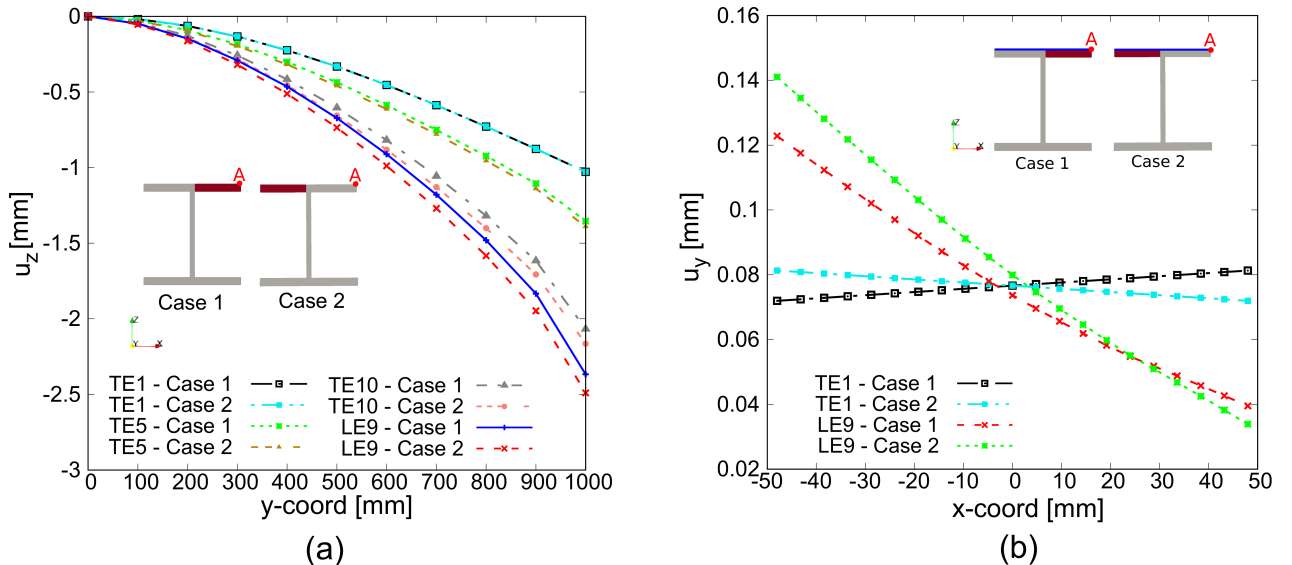 0
-0.5
-1
-1.5
-2
-2.5
-3
u_z [mm]
A
A
Case 1
Case 2
Z
Y
X
TE1 - Case 1
TE1 - Case 2
TE5 - Case 1
TE5 - Case 2
TE10 - Case 1
TE10 - Case 2
LE9 - Case 1
LE9 - Case 2
0 100 200 300 400 500 600 700 800 900 1000
y-coord [mm]
(a)
0.16
0.14
0.12
0.1
0.08
0.06
0.04
0.02
u_y [mm]
A
A
Z
Y
X
Case 1
Case 2
TE1 - Case 1
TE1 - Case 2
LE9 - Case 1
LE9 - Case 2
-50 -40 -30 -20 -10 0 10 20 30 40 50
x-coord [mm]
(b)